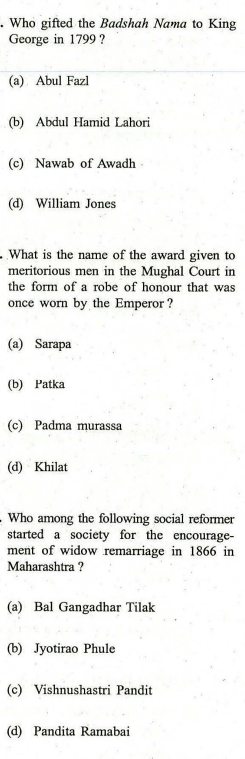 . Who gifted the Badshah Nama to King
George in 1799 ?
(a) Abul Fazl
(b) Abdul Hamid Lahori
(c) Nawab of Awadh
(d) William Jones
. What is the name of the award given to
meritorious men in the Mughal Court in
the form of a robe of honour that was
once worn by the Emperor ?
(a) Sarapa
(b) Patka
(c) Padma murassa
(d) Khilat
. Who among the following social reformer
started a society for the encourage-
ment of widow remarriage in 1866 in
Maharashtra ?
(a) Bal Gangadhar Tilak
(b) Jyotirao Phule
(c) Vishnushastri Pandit
(d) Pandita Ramabai